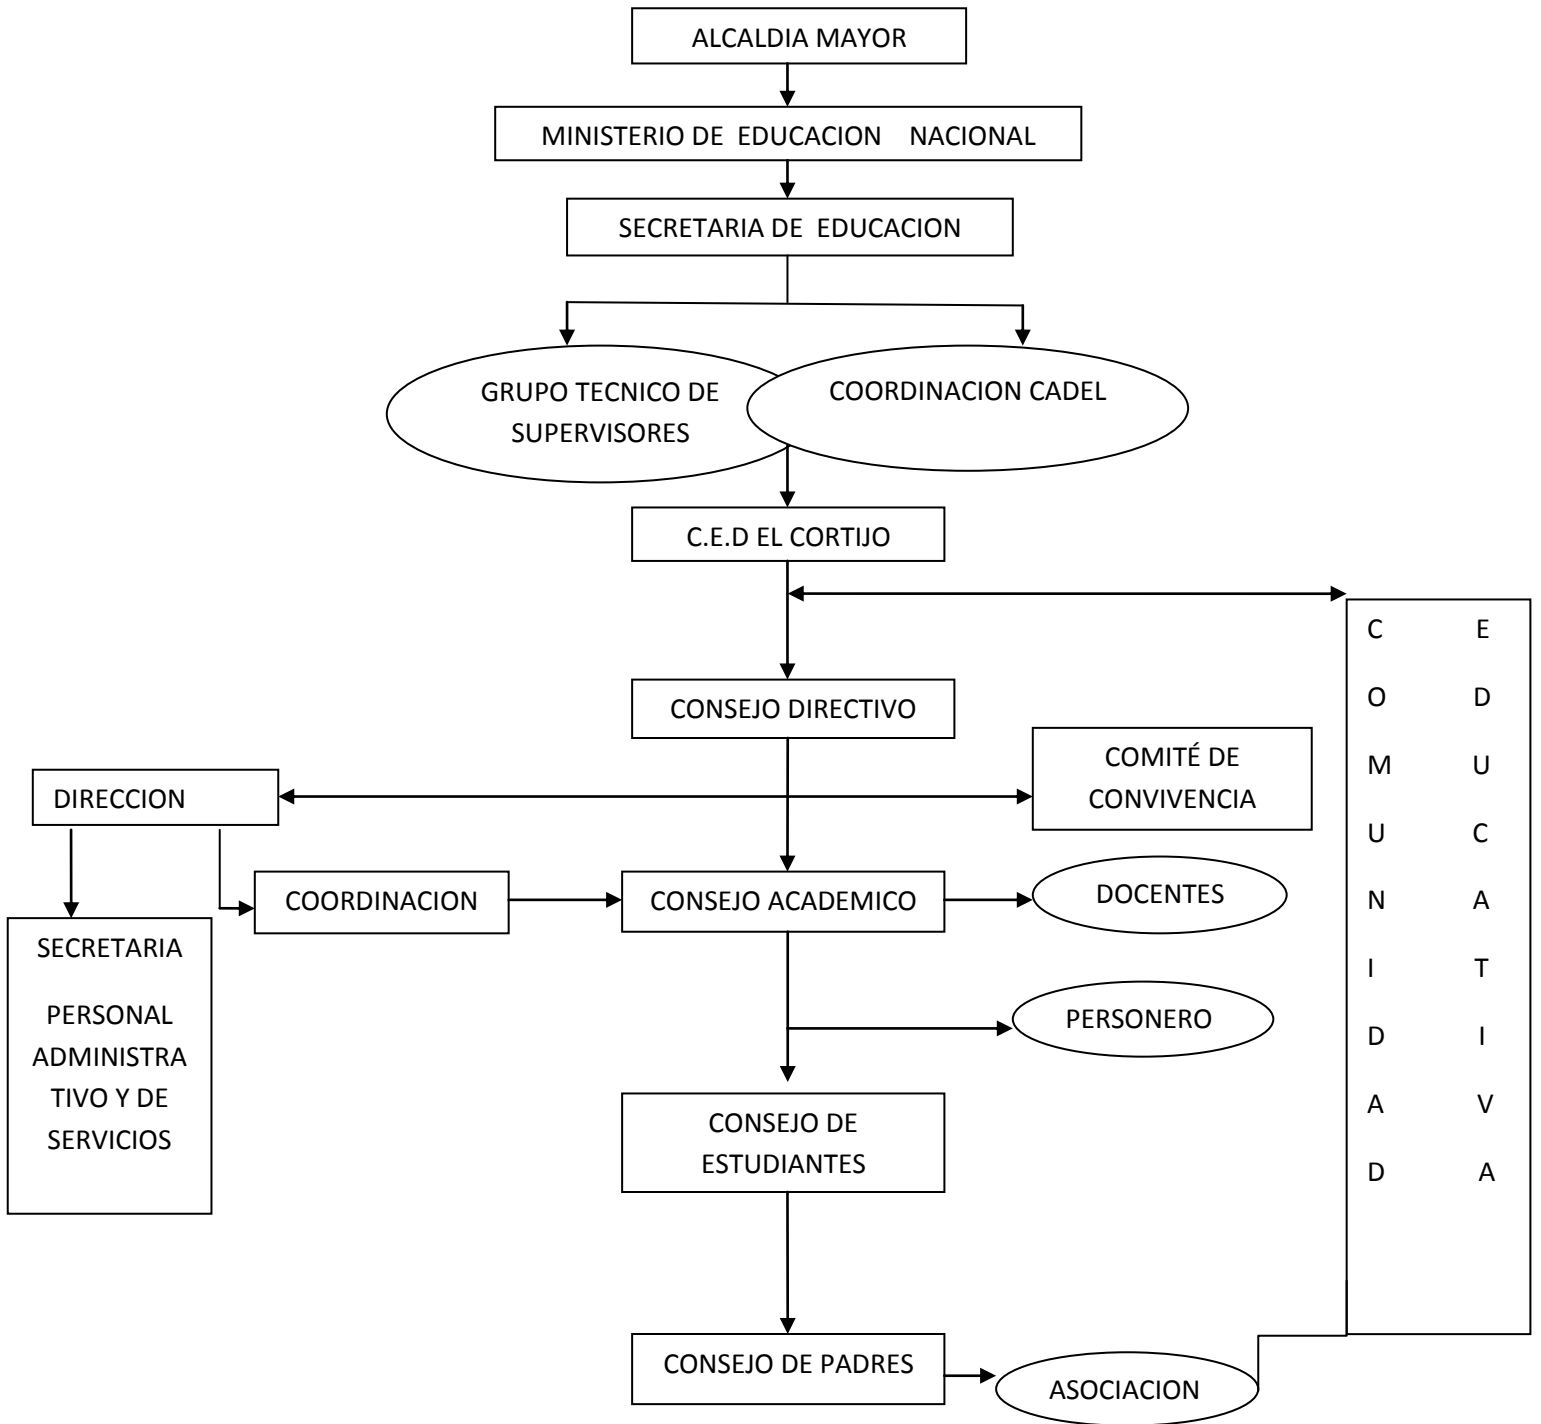 ALCALDIA MAYOR
MINISTERIO DE EDUCACION NACIONAL
SECRETARIA DE EDUCACION
GRUPO TECNICO DE
SUPERVISORES
COORDINACION CADEL
C.E.D EL CORTIJO
C E
O D
M U
U C
N A
I T
D I
A V
D A
CONSEJO DIRECTIVO
COMITÉ DE
CONVIVENCIA
DIRECCION
COORDINACION
CONSEJO ACADEMICO
DOCENTES
SECRETARIA
PERSONAL
ADMINISTRA
TIVO Y DE
SERVICIOS
PERSONERO
CONSEJO DE
ESTUDIANTES
CONSEJO DE PADRES
ASOCIACION